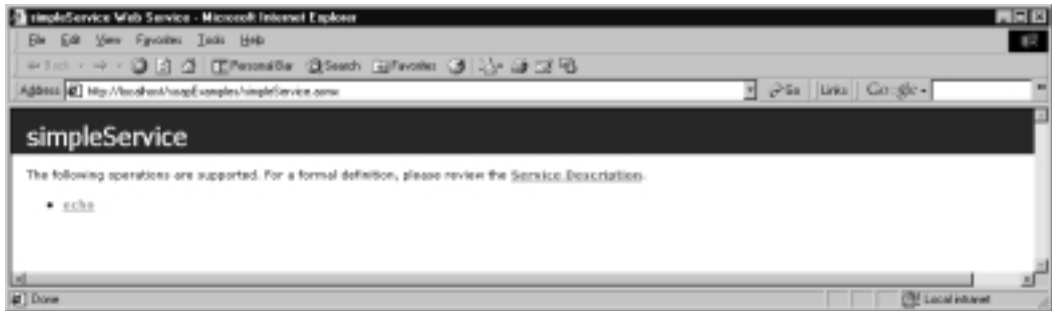 simpleService Web Service - Microsoft Internet Explorer
File Edit View Favorites Tools Help
Back Personal Bar Search Favorites
Address http://localhost/soapExamples/simpleService.asmx Go Links Google
simpleService
The following operations are supported. For a formal definition, please review the Service Description.
• echo
Done Local intranet